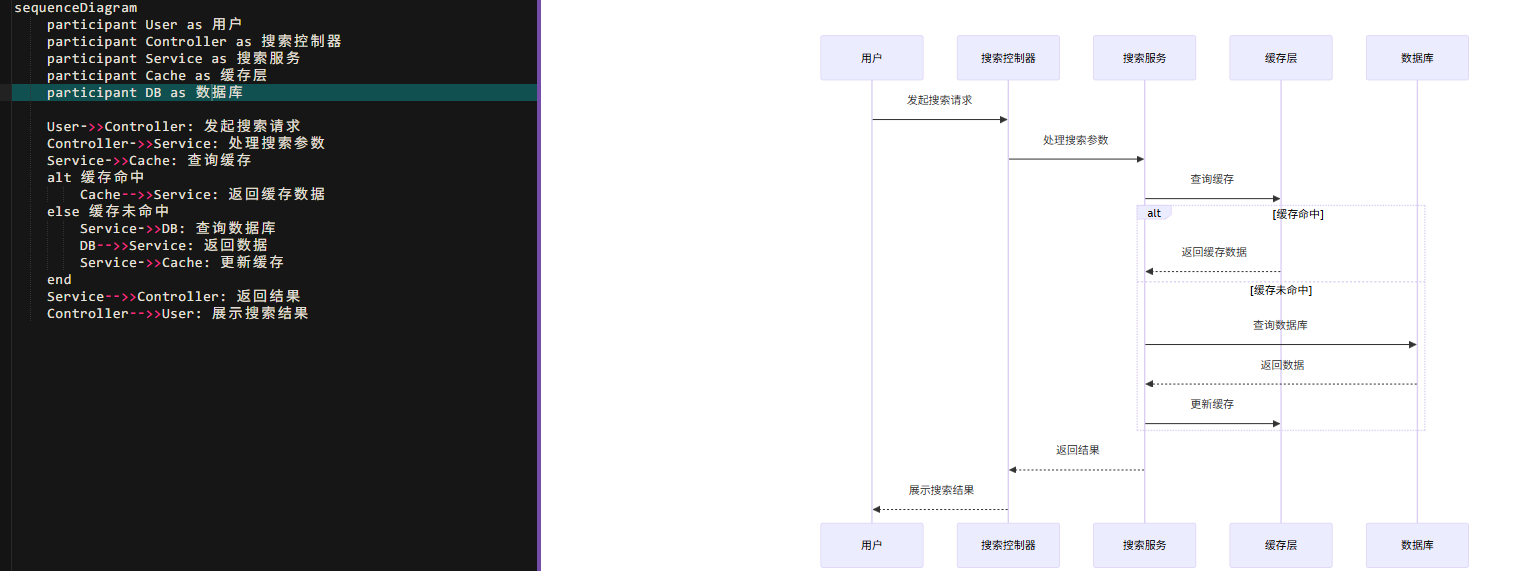 sequenceDiagram
participant User as 用户
participant Controller as 搜索控制器
participant Service as 搜索服务
participant Cache as 缓存层
participant DB as 数据库
User->>Controller: 发起搜索请求
Controller->>Service: 处理搜索参数
Service->>Cache: 查询缓存
alt 缓存命中
Cache-->>Service: 返回缓存数据
else 缓存未命中
Service->>DB: 查询数据库
DB-->>Service: 返回数据
Service->>Cache: 更新缓存
end
Service-->>Controller: 返回结果
Controller-->>User: 展示搜索结果
用户 搜索控制器 搜索服务 缓存层 数据库
发起搜索请求
处理搜索参数
查询缓存
alt [缓存命中]
返回缓存数据
[缓存未命中]
查询数据库
返回数据
更新缓存
返回结果
展示搜索结果
用户 搜索控制器 搜索服务 缓存层 数据库